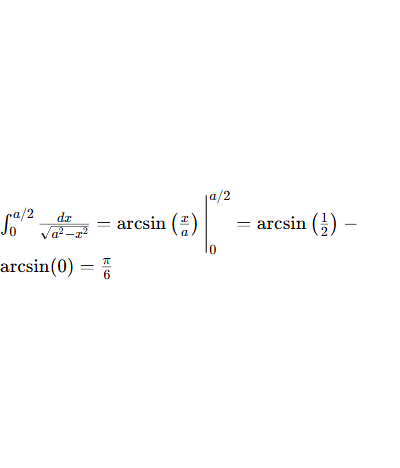 ∫₀^{a/2} dx/√(a²−x²) = arcsin (x/a) |₀^{a/2} = arcsin (1/2) −
arcsin(0) = π/6